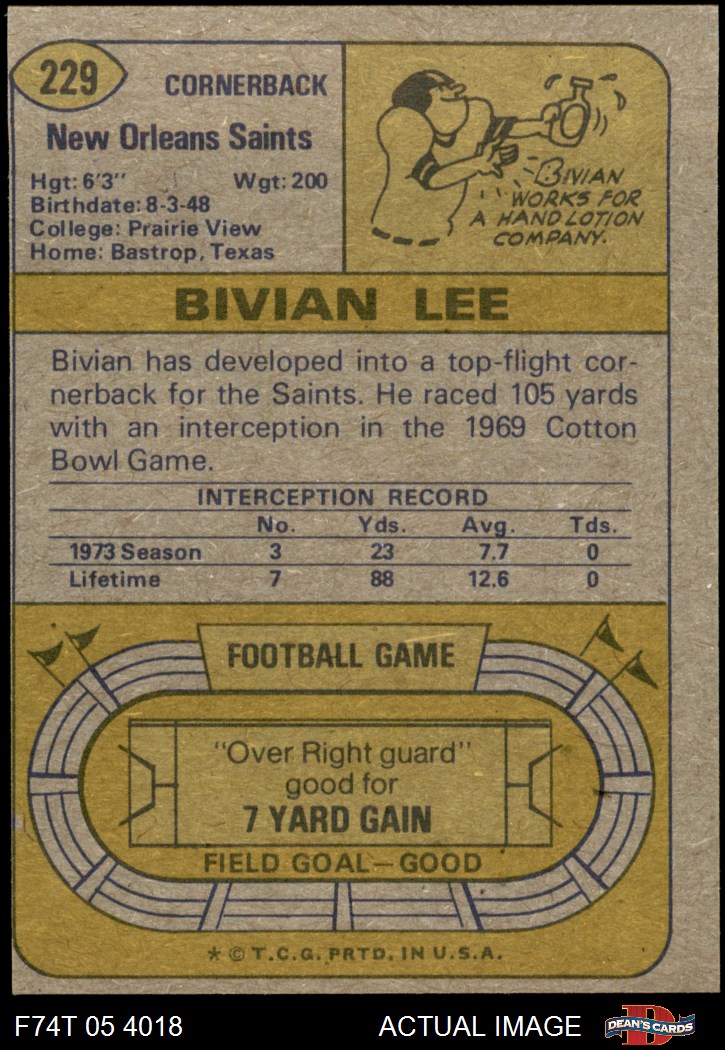 229
CORNERBACK
New Orleans Saints
Hgt: 6'3" Wgt: 200
Birthdate: 8-3-48
College: Prairie View
Home: Bastrop, Texas
BIVIAN
WORKS FOR
A HAND LOTION
COMPANY.
BIVIAN LEE
Bivian has developed into a top-flight cor-
nerback for the Saints. He raced 105 yards
with an interception in the 1969 Cotton
Bowl Game.
INTERCEPTION RECORD
No. Yds. Avg. Tds.
1973 Season 3 23 7.7 0
Lifetime 7 88 12.6 0
FOOTBALL GAME
"Over Right guard"
good for
7 YARD GAIN
FIELD GOAL—GOOD
* © T.C.G. PRTD. IN U.S.A.
F74T 05 4018 ACTUAL IMAGE
D
DEAN'S CARDS